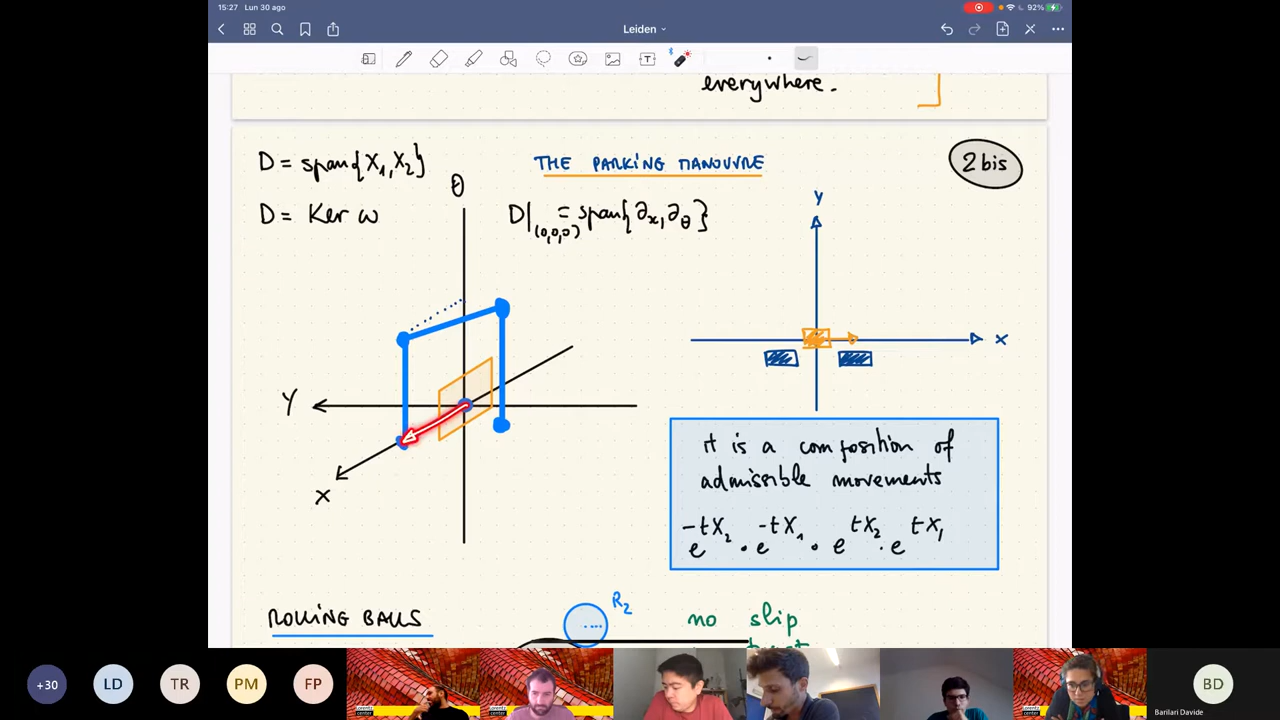 15:27 Lun 30 ago
92%
Leiden
everywhere.
D = span{X₁, X₂}
THE PARKING MANOUVRE
2 bis
D = Ker ω
θ
D|(0,0,0) = span{∂x, ∂θ}
Y
X
Y
X
it is a composition of
admissible movements
e^{-tX₂} · e^{-tX₁} · e^{tX₂} · e^{tX₁}
ROLLING BALLS
R₂
no slip
+30
LD
TR
PM
FP
BD
Barilari Davide